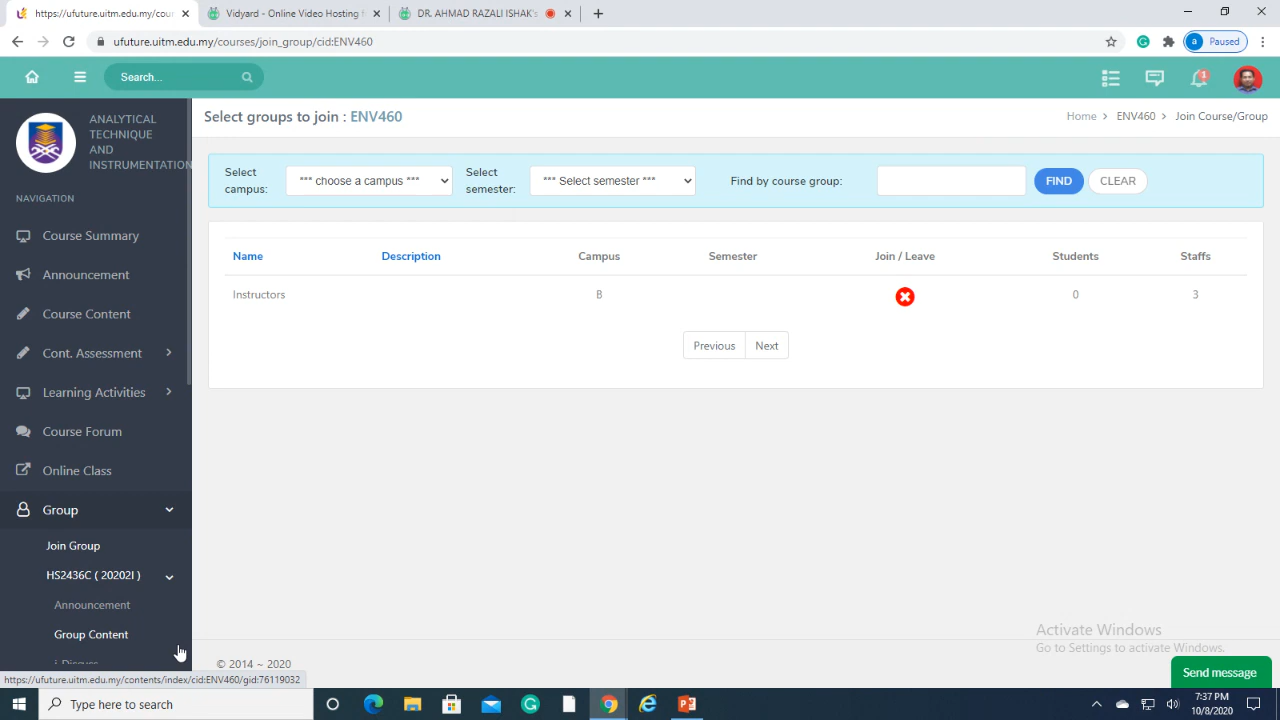 https://ufuture.uitm.edu.my/cour
Vidyard - Online Video Hosting f
DR. AHMAD RAZALI ISHAK's
ufuture.uitm.edu.my/courses/join_group/cid:ENV460
a Paused
Search...
1
ANALYTICAL
TECHNIQUE
AND
INSTRUMENTATION
NAVIGATION
Course Summary
Announcement
Course Content
Cont. Assessment
Learning Activities
Course Forum
Online Class
Group
Join Group
HS2436C ( 20202I )
Announcement
Group Content
i-Discuss
https://ufuture.uitm.edu.my/contents/index/cid:ENV460/gid:76119032
Select groups to join : ENV460
Home > ENV460 > Join Course/Group
Select campus:
*** choose a campus ***
Select semester:
*** Select semester ***
Find by course group:
FIND
CLEAR
Name Description Campus Semester Join / Leave Students Staffs
Instructors B 0 3
Previous Next
© 2014 ~ 2020
Activate Windows
Go to Settings to activate Windows.
Send message
Type here to search
7:37 PM
10/8/2020